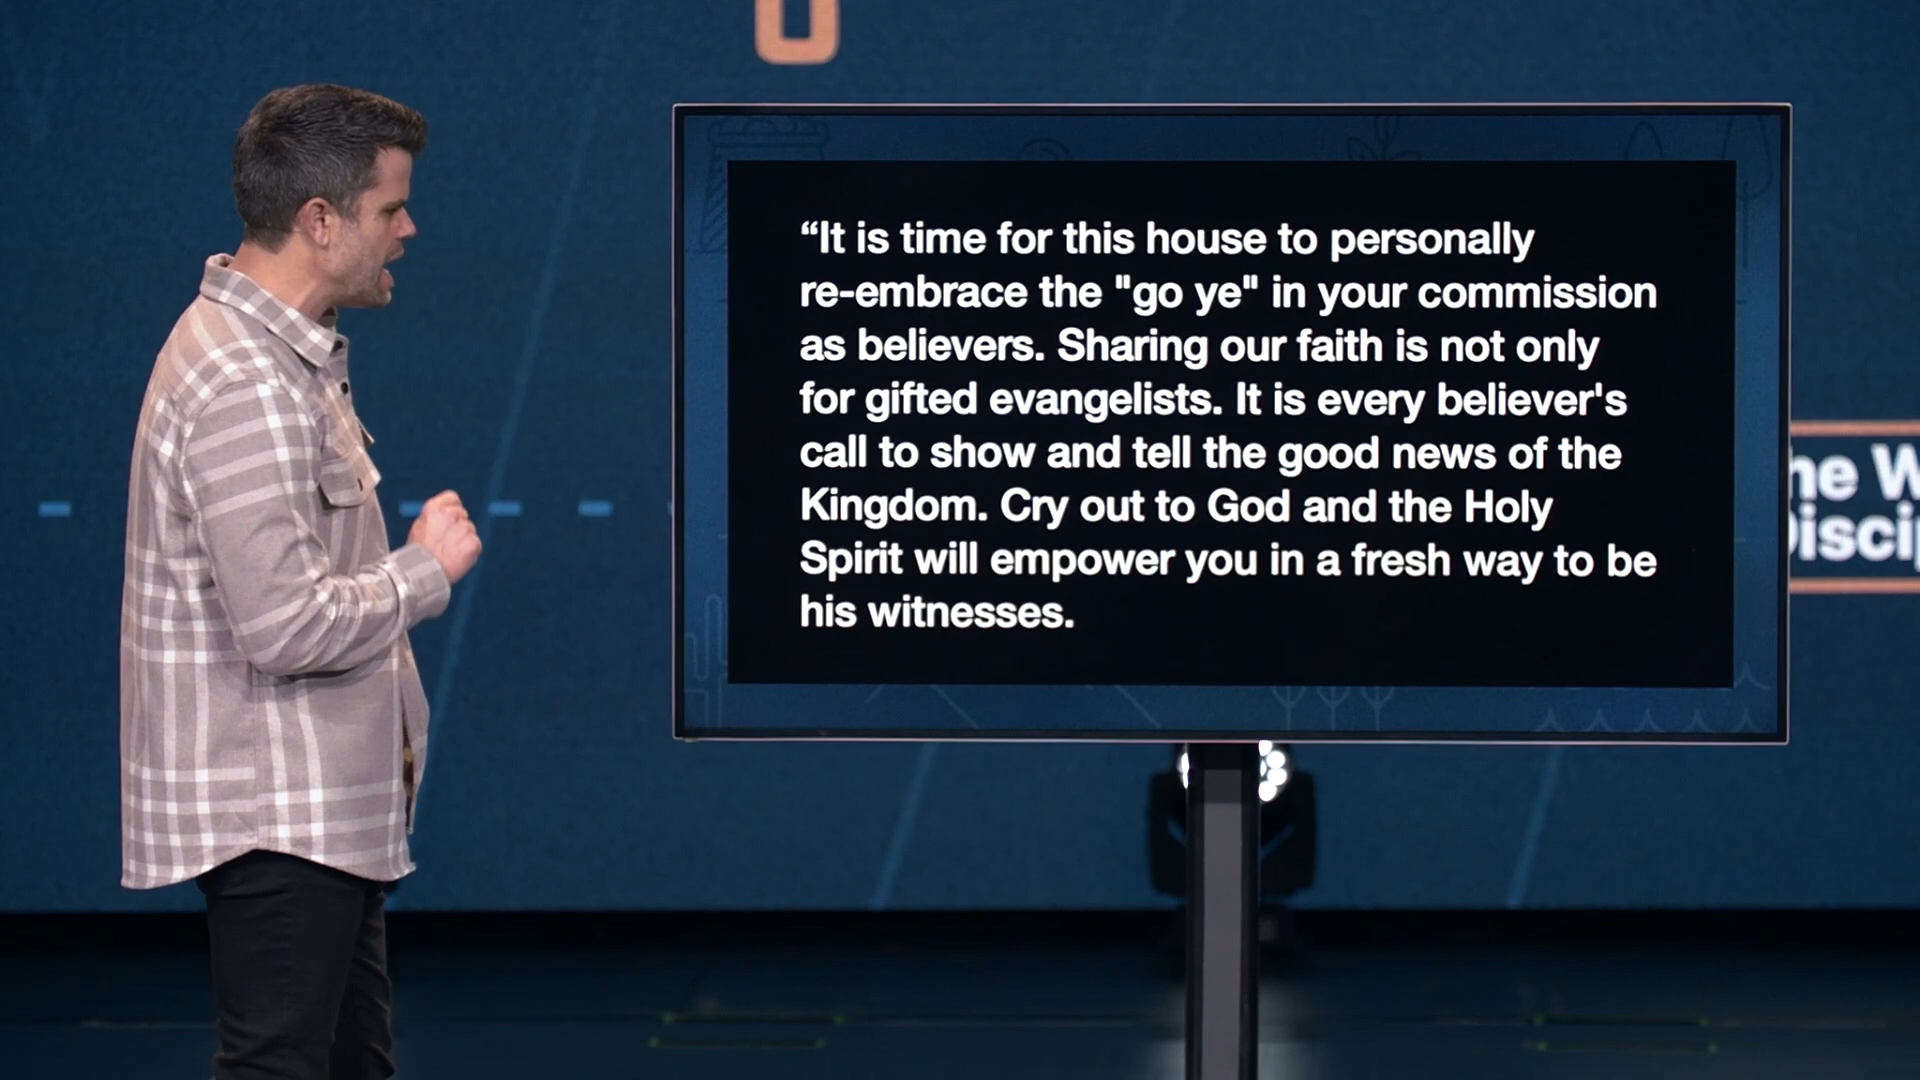 “It is time for this house to personally
re-embrace the "go ye" in your commission
as believers. Sharing our faith is not only
for gifted evangelists. It is every believer's
call to show and tell the good news of the
Kingdom. Cry out to God and the Holy
Spirit will empower you in a fresh way to be
his witnesses.